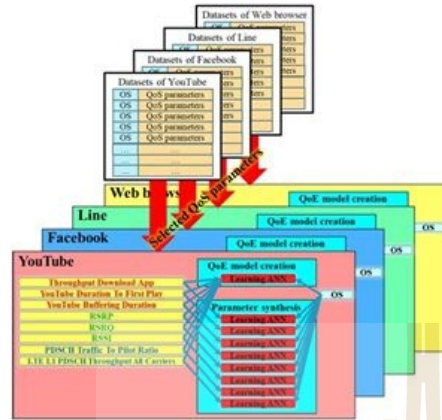 Datasets of Web browser
Datasets of Line
Datasets of Facebook
Datasets of YouTube
OS QoS parameters
OS QoS parameters
OS QoS parameters
OS QoS parameters
OS QoS parameters
... ...
... ...
Selected QoS parameters
Web brows
QoE model creation
Line
QoE model creation
OS
Facebook
QoE model creation
OS
YouTube
QoE model creation
OS
Learning ANN
Throughput Download App
YouTube Duration To First Play
YouTube Buffering Duration
RSRP
RSRQ
RSSI
PDSCH Traffic To Pilot Ratio
LTE L1 PDSCH Throughput All Carriers
OS
Parameter synthesis
Learning ANN
Learning ANN
Learning ANN
Learning ANN
Learning ANN
Learning ANN
Learning ANN
Learning ANN